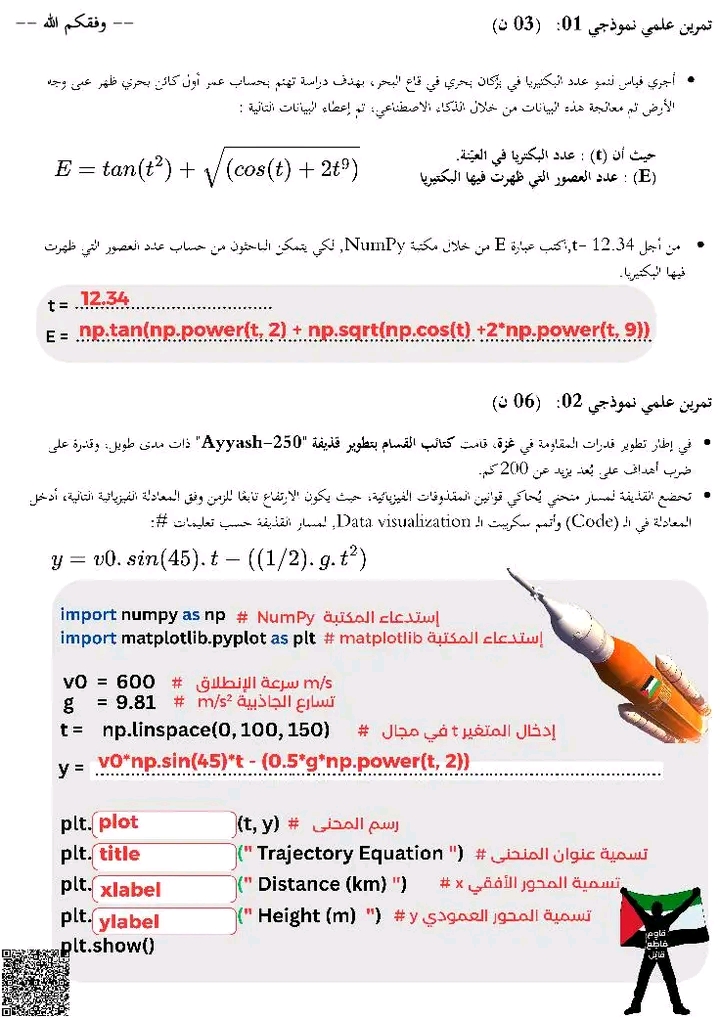 تمرين علمي نموذجي 01: (03 ن) -- وفقكم الله --
• أجري قياس لنمو عدد البكتيريا في بركان بحري في قاع البحر، بهدف دراسة تهتم بحساب عمر أول كائن بحري ظهر على وجه
الأرض تم معالجة هذه البيانات من خلال الذكاء الاصطناعي، تم إعطاء البيانات التالية :
حيث أن (t) : عدد البكتريا في العيّنة.
(E) : عدد العصور التي ظهرت فيها البكتيريا
E = tan(t²) + √(cos(t) + 2t⁹)
• من أجل t= 12.34, اكتب عبارة E من خلال مكتبة NumPy, لكي يتمكن الباحثون من حساب عدد العصور التي ظهرت
فيها البكتيريا.
t = 12.34
E = np.tan(np.power(t, 2) + np.sqrt(np.cos(t) +2*np.power(t, 9))
تمرين علمي نموذجي 02: (06 ن)
• في إطار تطوير قدرات المقاومة في غزة، قامت كتائب القسام بتطوير قذيفة "Ayyash-250" ذات مدى طويل، وقدرة على
ضرب أهداف على بُعد يزيد عن 200 كم.
• تخضع القذيفة لمسار منحني يُحاكي قوانين المقذوفات الفيزيائية، حيث يكون الارتفاع تابعًا للزمن وفق المعادلة الفيزيائية التالية، أدخل
المعادلة في الـ (Code) وأتمم سكريبت الـ Data visualization, لمسار القذيفة حسب تعليمات #:
y = v0. sin(45). t − ((1/2). g. t²)
import numpy as np # إستدعاء المكتبة NumPy
import matplotlib.pyplot as plt # إستدعاء المكتبة matplotlib
v0 = 600 # سرعة الإنطلاق m/s
g = 9.81 # تسارع الجاذبية m/s²
t = np.linspace(0, 100, 150) # إدخال المتغير t في مجال
y = v0*np.sin(45)*t - (0.5*g*np.power(t, 2))
plt. plot (t, y) # رسم المحنى
plt. title (" Trajectory Equation ") # تسمية عنوان المنحنى
plt. xlabel (" Distance (km) ") # تسمية المحور الأفقي x
plt. ylabel (" Height (m) ") # تسمية المحور العمودي y
plt.show()
قاوم
قاطع
قاتل